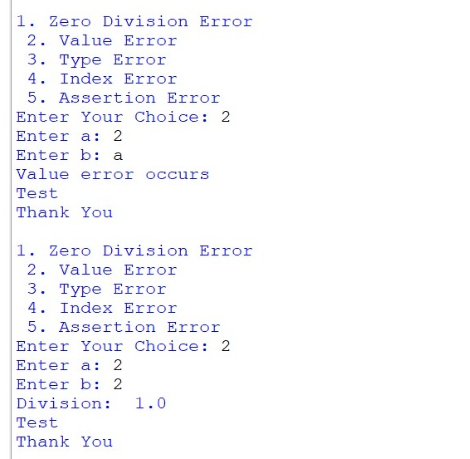 1. Zero Division Error
2. Value Error
3. Type Error
4. Index Error
5. Assertion Error
Enter Your Choice: 2
Enter a: 2
Enter b: a
Value error occurs
Test
Thank You
1. Zero Division Error
2. Value Error
3. Type Error
4. Index Error
5. Assertion Error
Enter Your Choice: 2
Enter a: 2
Enter b: 2
Division:  1.0
Test
Thank You